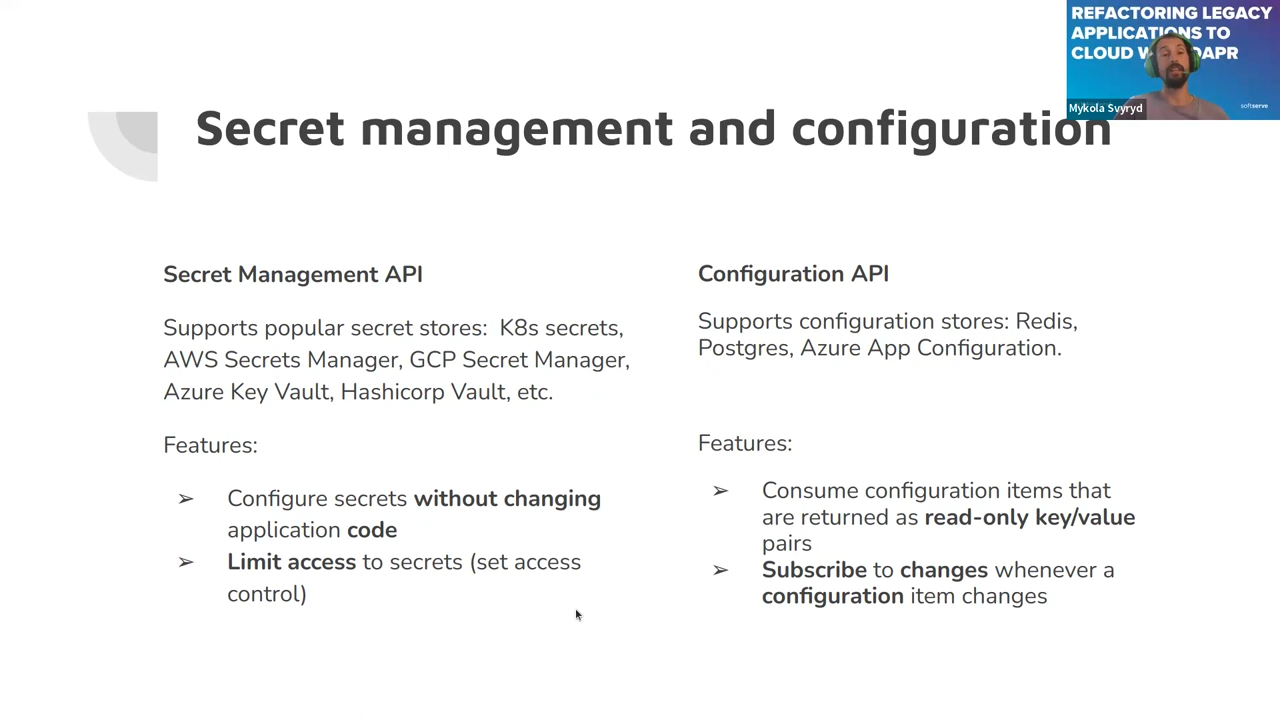 REFACTORING LEGACY
APPLICATIONS TO
CLOUD W DAPR
Mykola Svyryd
softserve
Secret management and configuration
Secret Management API
Supports popular secret stores:  K8s secrets,
AWS Secrets Manager, GCP Secret Manager,
Azure Key Vault, Hashicorp Vault, etc.
Features:
➢ Configure secrets without changing
application code
➢ Limit access to secrets (set access
control)
Configuration API
Supports configuration stores: Redis,
Postgres, Azure App Configuration.
Features:
➢ Consume configuration items that
are returned as read-only key/value
pairs
➢ Subscribe to changes whenever a
configuration item changes